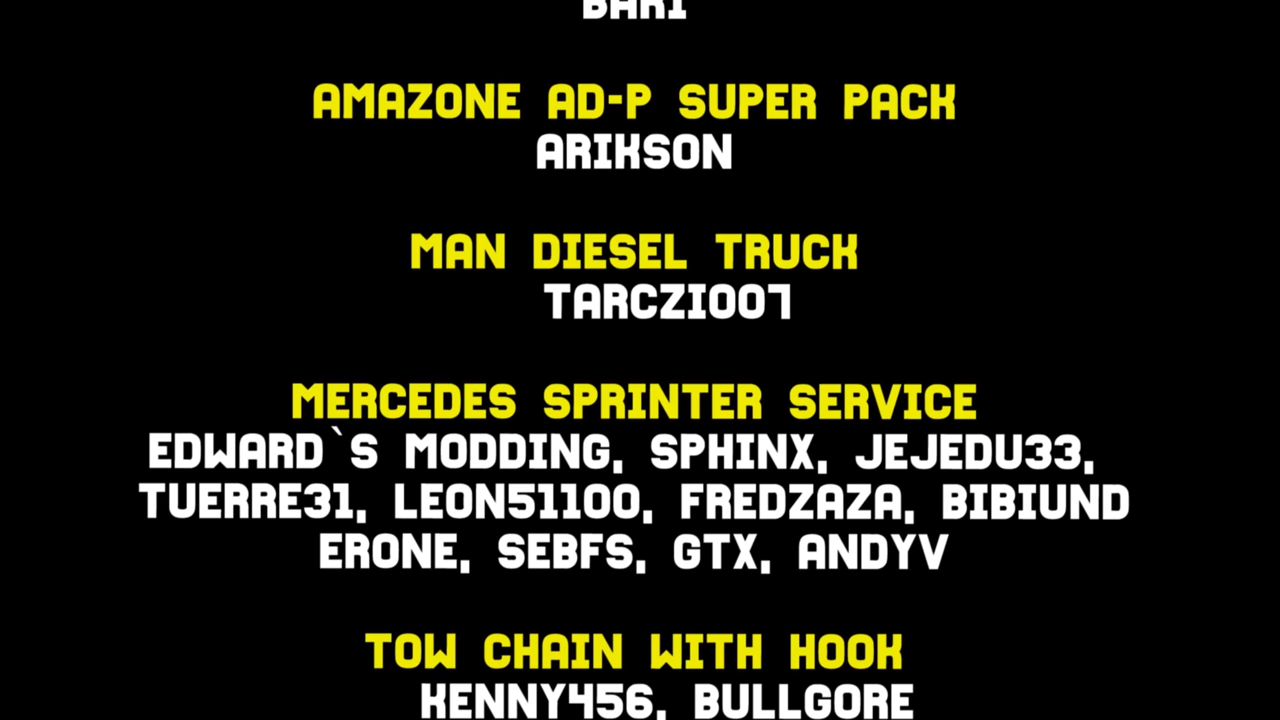 BARI
AMAZONE AD-P SUPER PACK
ARIKSON
MAN DIESEL TRUCK
TARCZI007
MERCEDES SPRINTER SERVICE
EDWARD`S MODDING, SPHINX, JEJEDU33,
TUERRE31, LEON51100, FREDZAZA, BIBIUND
ERONE, SEBFS, GTX, ANDYV
TOW CHAIN WITH HOOK
KENNY456, BULLGORE